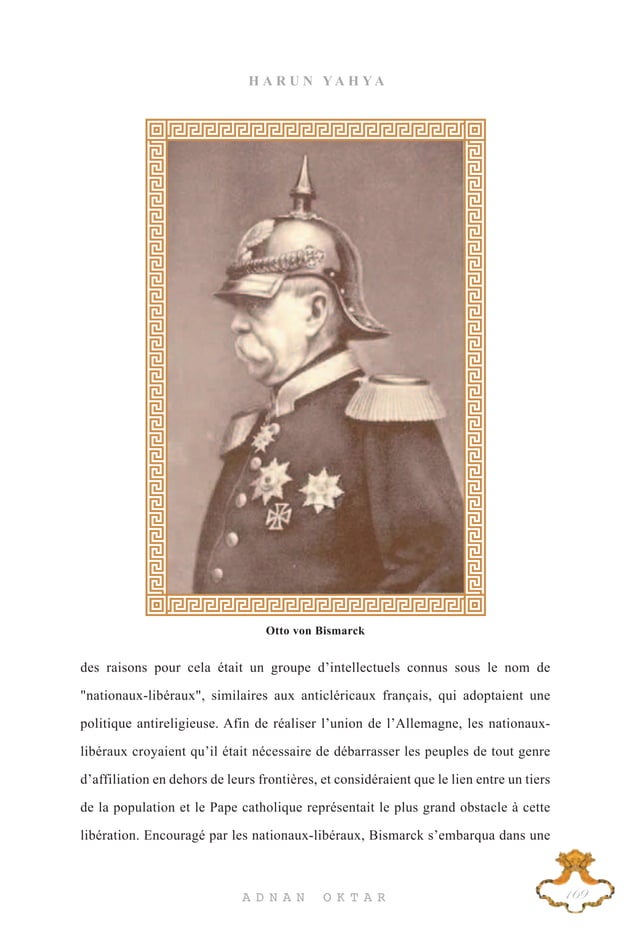 HARUN YAHYA
Otto von Bismarck
des raisons pour cela était un groupe d’intellectuels connus sous le nom de
"nationaux-libéraux", similaires aux anticléricaux français, qui adoptaient une
politique antireligieuse. Afin de réaliser l’union de l’Allemagne, les nationaux-
libéraux croyaient qu’il était nécessaire de débarrasser les peuples de tout genre
d’affiliation en dehors de leurs frontières, et considéraient que le lien entre un tiers
de la population et le Pape catholique représentait le plus grand obstacle à cette
libération. Encouragé par les nationaux-libéraux, Bismarck s’embarqua dans une
109
ADNAN OKTAR